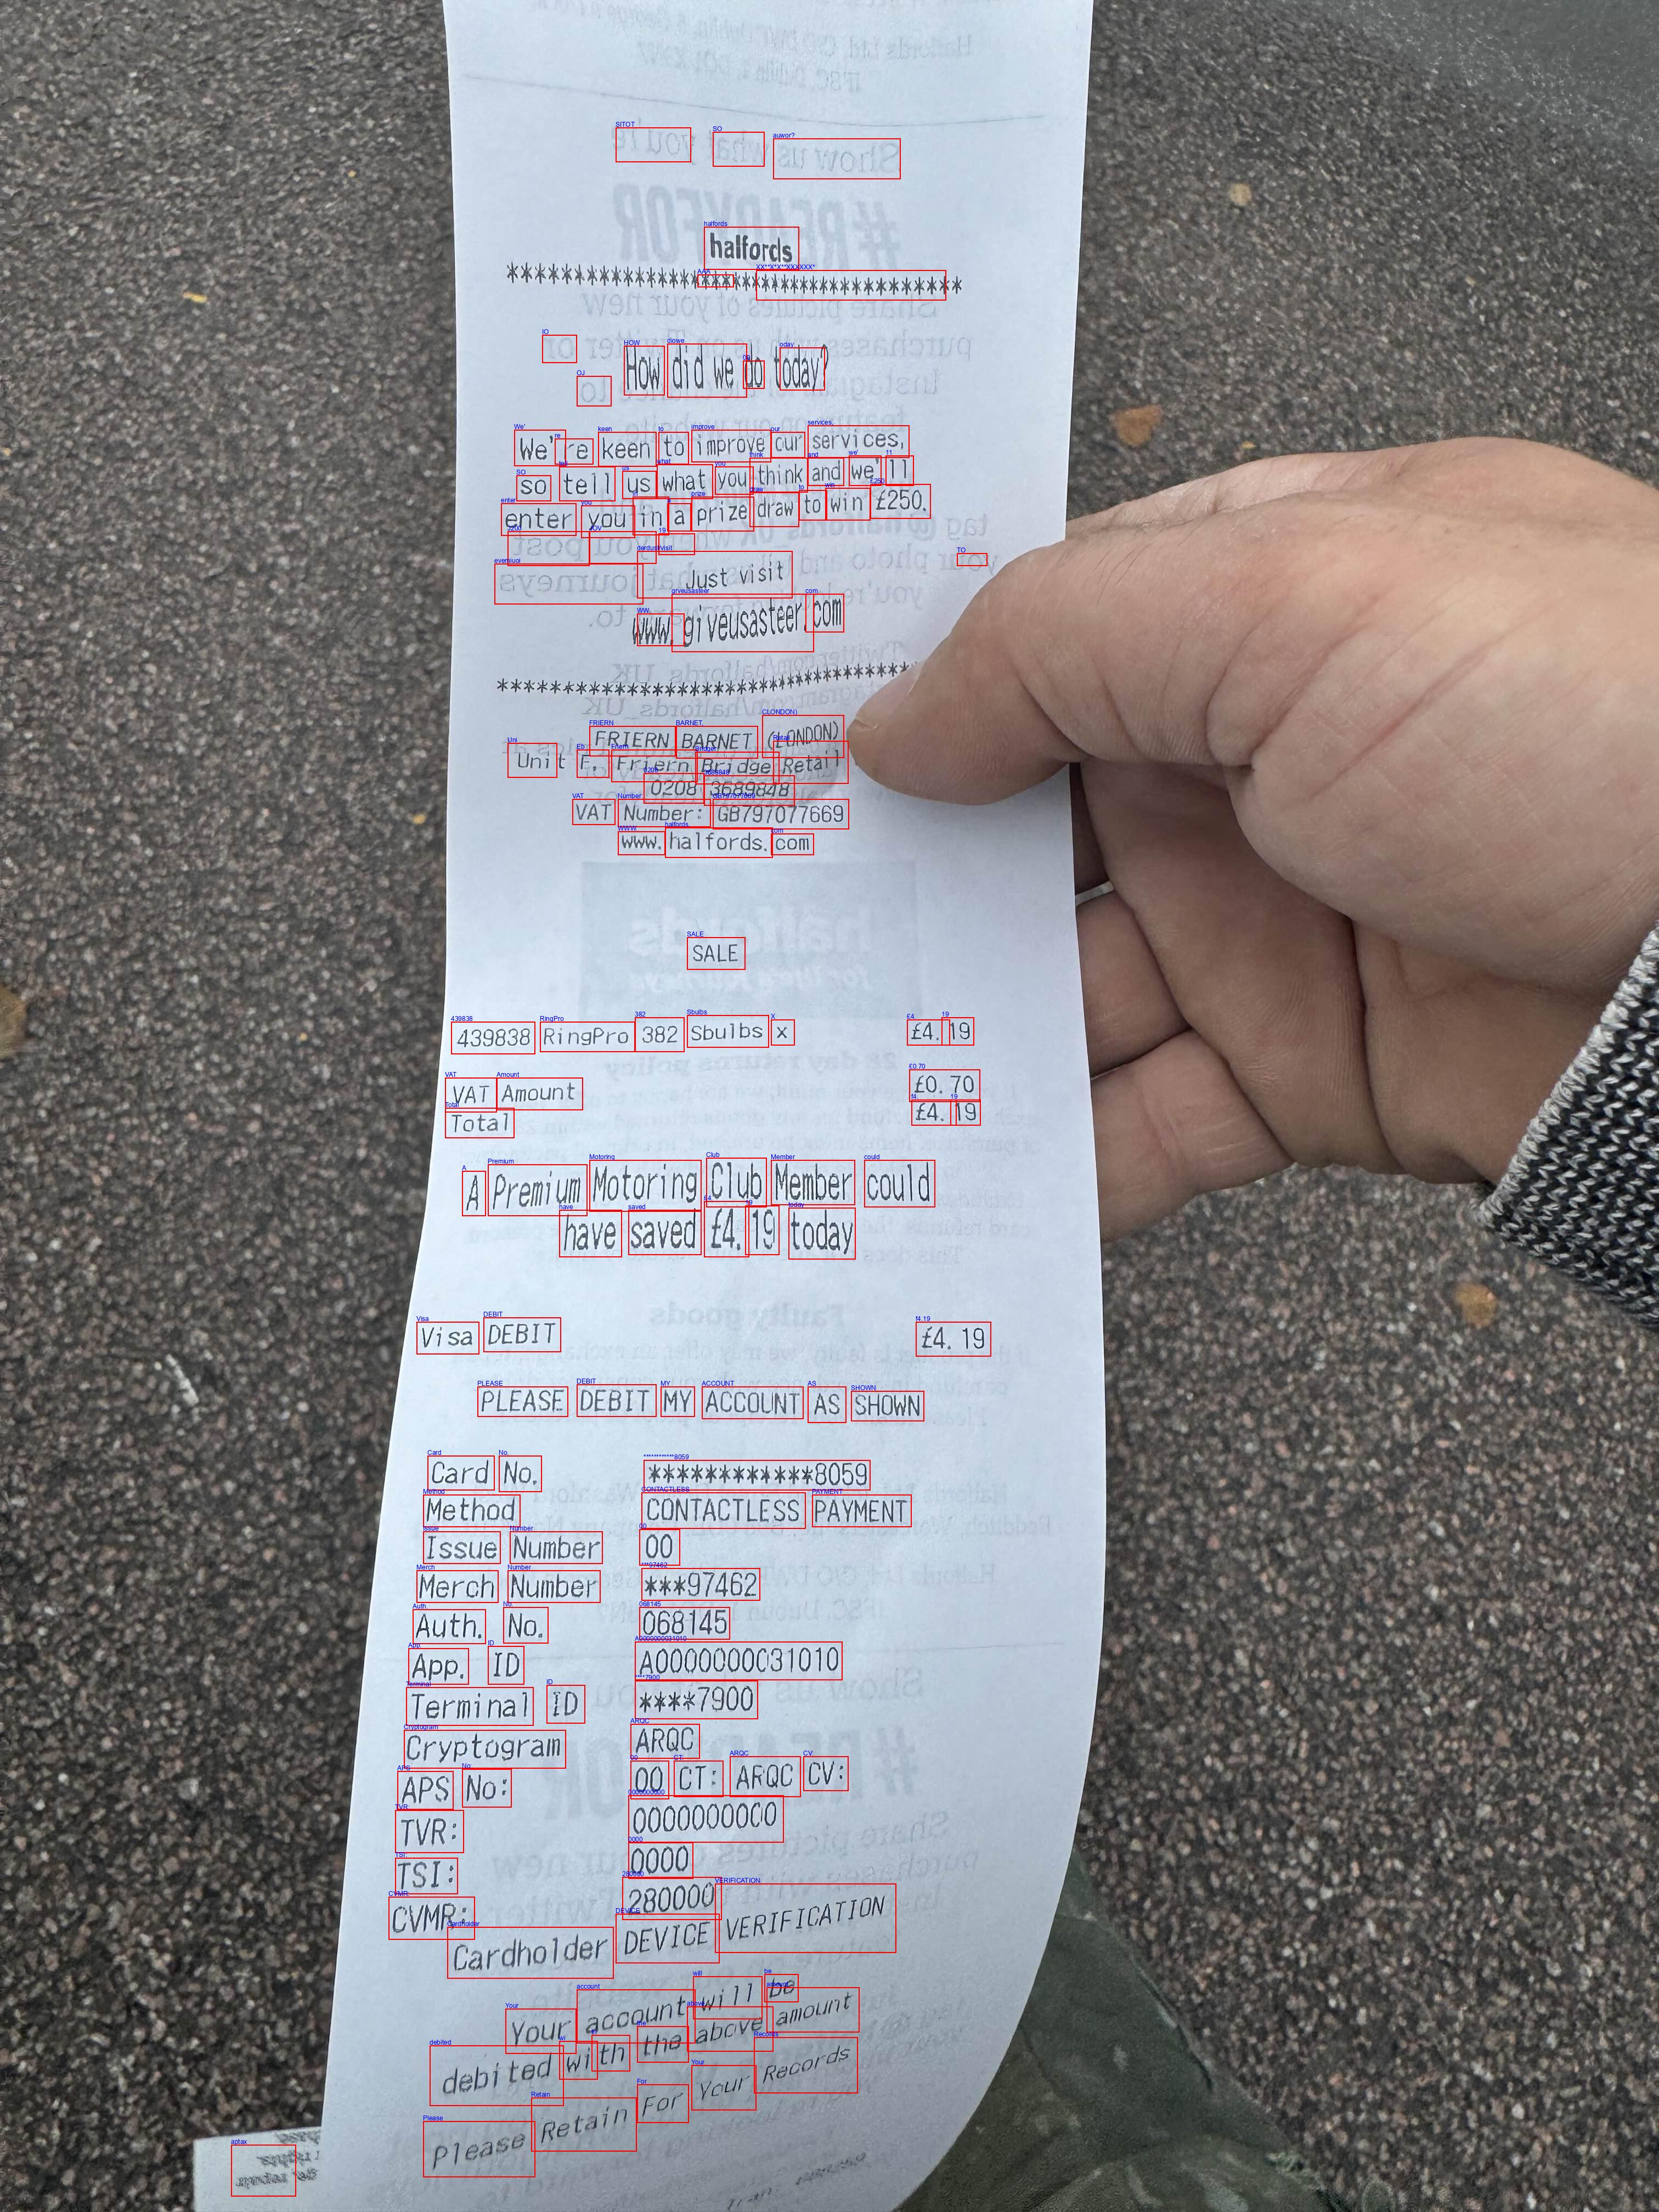 halfords
****************************************
How did we do today?
We're keen to improve our services,
so tell us what you think and we'll
enter you in a prize draw to win £250.
Just visit
www.giveusasteer.com
FRIERN BARNET (LONDON)
Unit F, Friern Bridge Retail
0208 3689848
VAT Number: GB797077669
www.halfords.com
SALE
439838 RingPro 382 Sbulbs x £4.19
VAT Amount £0.70
Total £4.19
A Premium Motoring Club Member could
have saved £4.19 today
Visa DEBIT £4.19
PLEASE DEBIT MY ACCOUNT AS SHOWN
Card No. ************8059
Method CONTACTLESS PAYMENT
Issue Number 00
Merch Number ***97462
Auth. No. 068145
App. ID A0000000031010
Terminal ID ****7900
Cryptogram ARQC
APS No: 00 CT: ARQC CV:
TVR: 0000000000
TSI: 0000
CVMR: 280000
Cardholder DEVICE VERIFICATION
Your account will be
debited with the above amount
Please Retain For Your Records